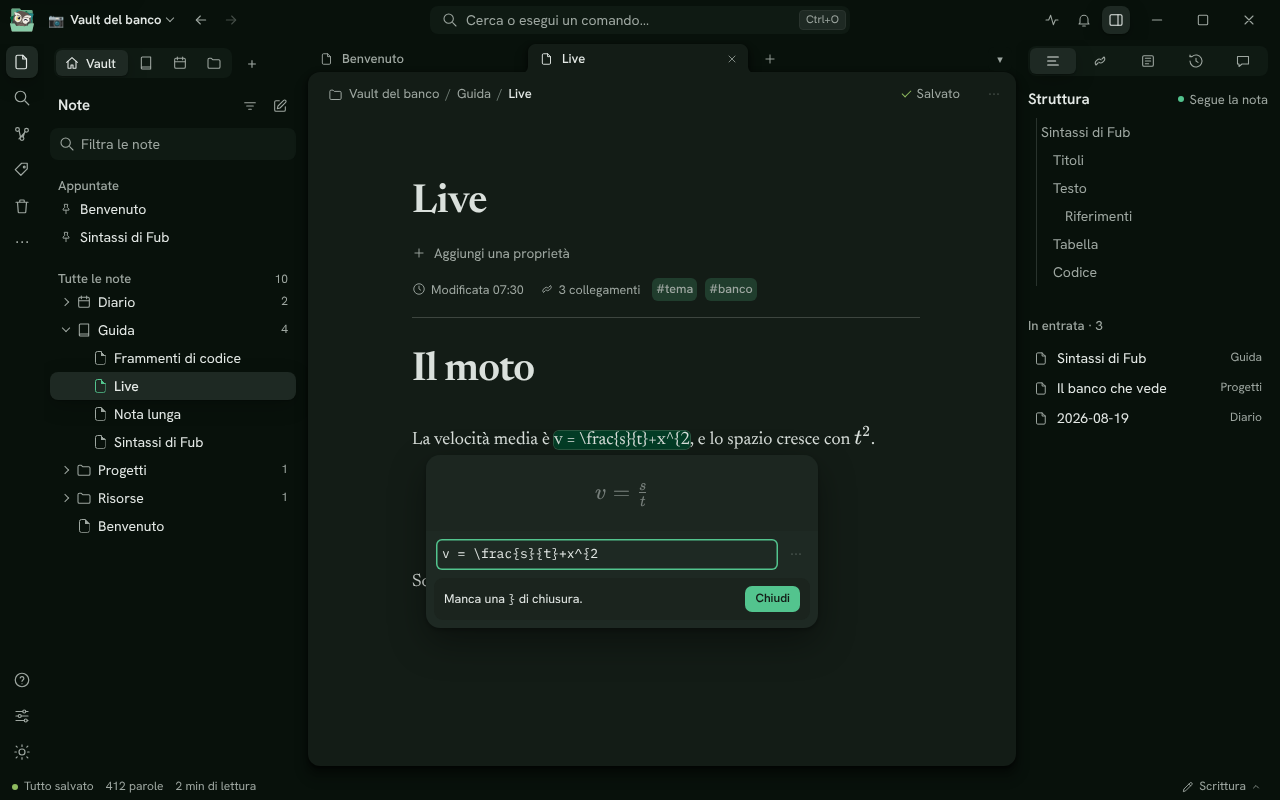 Vault del banco
Cerca o esegui un comando…
Ctrl+O
Vault
Note
Filtra le note
Appuntate
Benvenuto
Sintassi di Fub
Tutte le note 10
Diario 2
Guida 4
Frammenti di codice
Live
Nota lunga
Sintassi di Fub
Progetti 1
Risorse 1
Benvenuto
Benvenuto
Live
Vault del banco / Guida / Live
Salvato
Live
Aggiungi una proprietà
Modificata 07:30 3 collegamenti #tema #banco
Il moto
La velocità media è v = \frac{s}{t}+x^{2, e lo spazio cresce con t².
v = s/t
v = \frac{s}{t}+x^{2
Manca una } di chiusura.
Chiudi
Struttura
Segue la nota
Sintassi di Fub
Titoli
Testo
Riferimenti
Tabella
Codice
In entrata · 3
Sintassi di Fub Guida
Il banco che vede Progetti
2026-08-19 Diario
Tutto salvato 412 parole 2 min di lettura
Scrittura